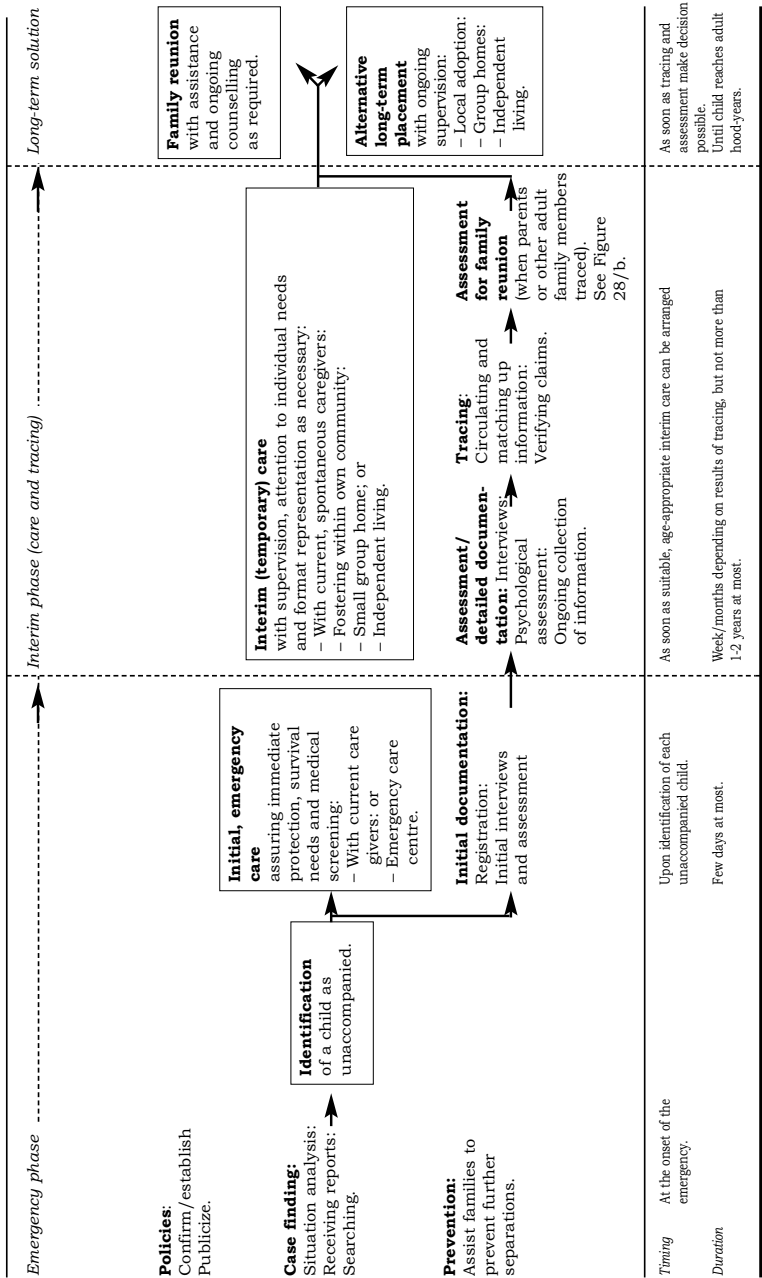 Emergency phase
Interim phase (care and tracing)
Long-term solution
Policies:
Confirm/establish
Publicize.
Case finding:
Situation analysis:
Receiving reports:
Searching.
Prevention:
Assist families to
prevent further
separations.
Identification
of a child as
unaccompanied.
Initial, emergency
care
assuring immediate
protection, survival
needs and medical
screening:
– With current care
givers: or
– Emergency care
centre.
Initial documentation:
Registration:
Initial interviews
and assessment
Interim (temporary) care
with supervision, attention to individual needs
and format representation as necessary:
– With current, spontaneous caregivers:
– Fostering within own community:
– Small group home; or
– Independent living.
Assessment/
detailed documen-
tation: Interviews:
Psychological
assessment:
Ongoing collection
of information.
Tracing:
Circulating and
matching up
information:
Verifying claims.
Assessment
for family
reunion
(when parents
or other adult
family members
traced).
See Figure
28/b.
Family reunion
with assistance
and ongoing
counselling
as required.
Alternative
long-term
placement
with ongoing
supervision:
– Local adoption:
– Group homes:
– Independent
living.
Timing
At the onset of the
emergency.
Upon identification of each
unaccompanied child.
As soon as suitable, age-appropriate interim care can be arranged
As soon as tracing and
assessment make decision
possible.
Duration
Few days at most.
Week/months depending on results of tracing, but not more than
1-2 years at most.
Until child reaches adult
hood-years.